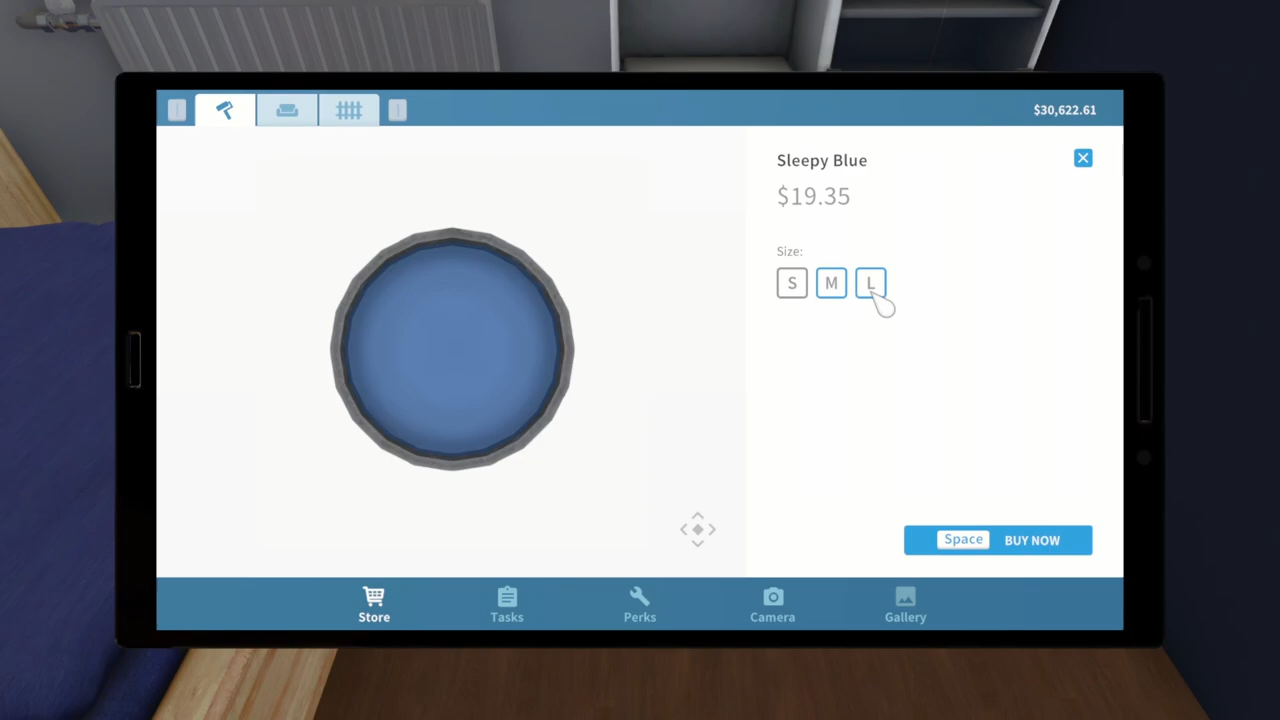 $30,622.61
Sleepy Blue
$19.35
Size:
S M L
Space BUY NOW
Store Tasks Perks Camera Gallery